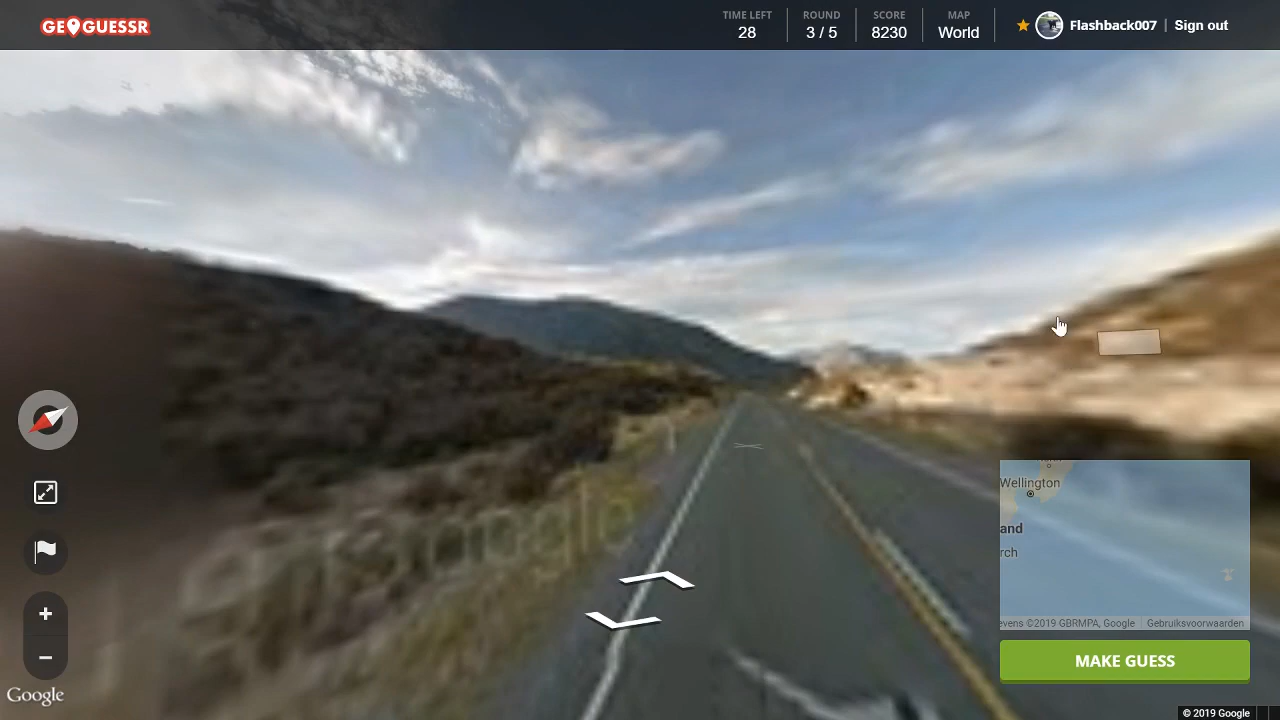 GEOGUESSR
TIME LEFT
28
ROUND
3 / 5
SCORE
8230
MAP
World
Flashback007 | Sign out
Google
Wellington
and
rch
evens ©2019 GBRMPA, Google
Gebruiksvoorwaarden
MAKE GUESS
Google
© 2019 Google